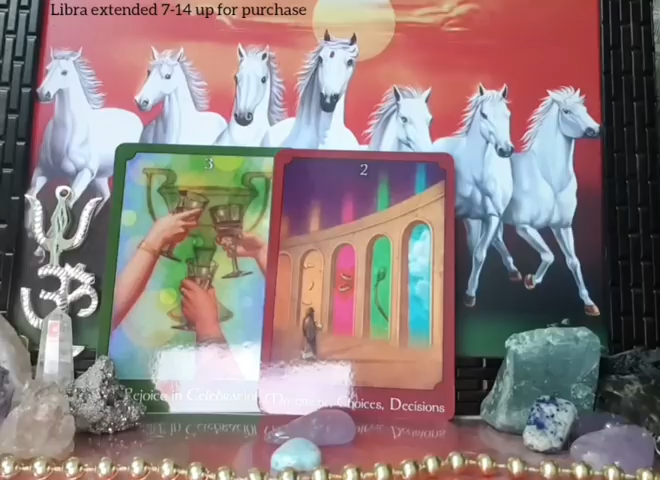 Libra extended 7-14 up for purchase
3
2
Rejoice in Celebration
Choices, Decisions